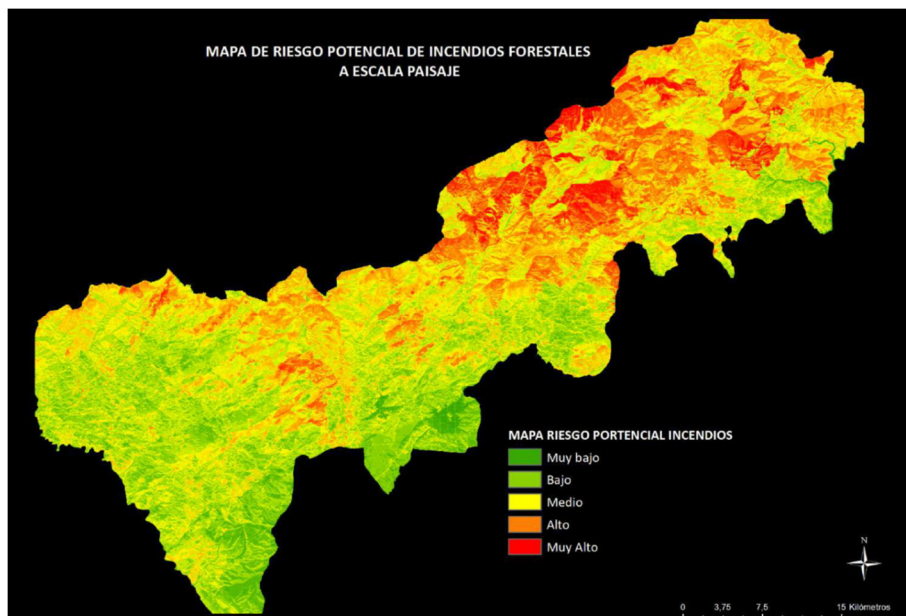 MAPA DE RIESGO POTENCIAL DE INCENDIOS FORESTALES
A ESCALA PAISAJE
MAPA RIESGO PORTENCIAL INCENDIOS
Muy bajo
Bajo
Medio
Alto
Muy Alto
N
0 3,75 7,5 15 Kilómetros